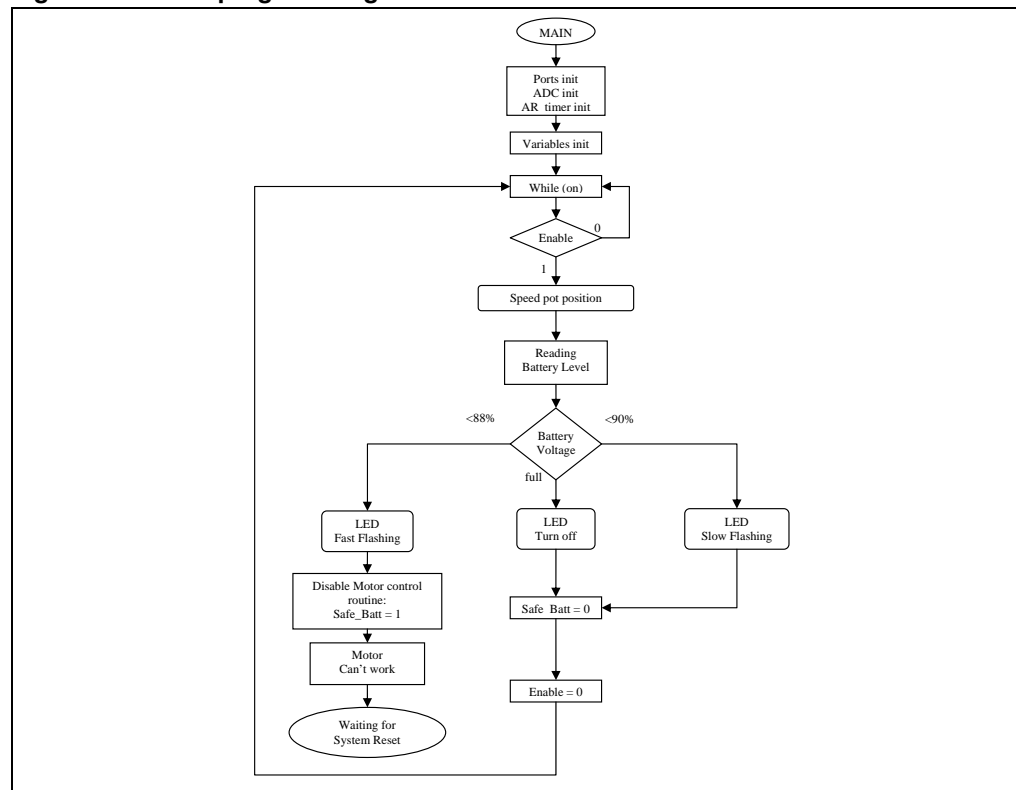 MAIN
Ports init
ADC init
AR timer init
Variables init
While (on)
Enable
0
1
Speed pot position
Reading
Battery Level
<88%
<90%
Battery
Voltage
full
LED
Fast Flashing
LED
Turn off
LED
Slow Flashing
Disable Motor control
routine:
Safe_Batt = 1
Safe Batt = 0
Motor
Can't work
Enable = 0
Waiting for
System Reset